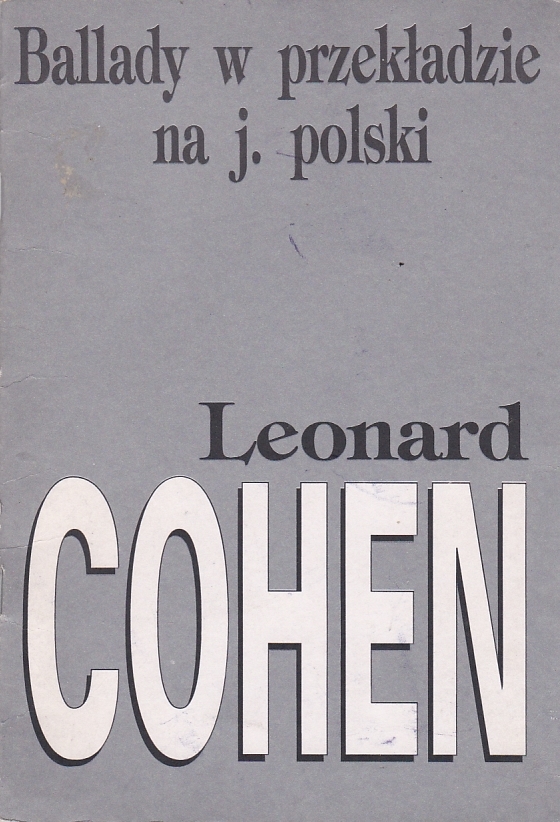 Ballady w przekładzie
na j. polski
Leonard
COHEN